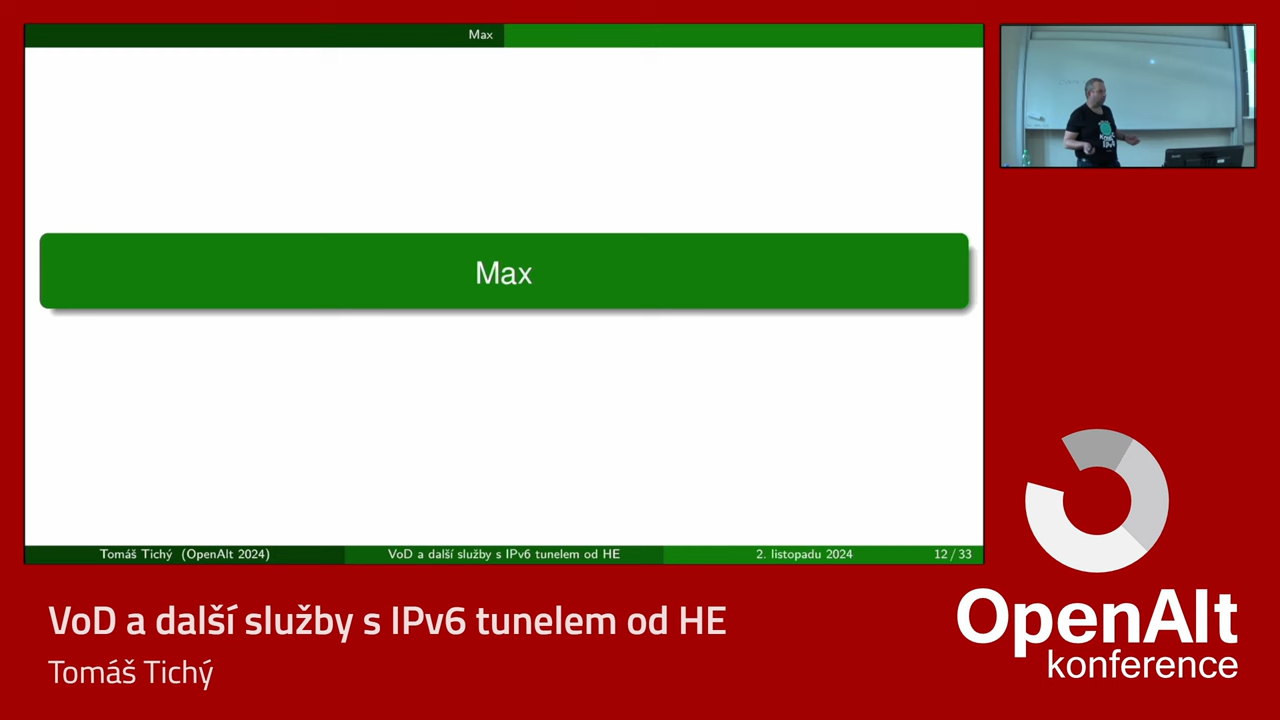 Max
Max
Tomáš Tichý (OpenAlt 2024)
VoD a další služby s IPv6 tunelem od HE
2. listopadu 2024
12 / 33
VoD a další služby s IPv6 tunelem od HE
Tomáš Tichý
OpenAlt
konference